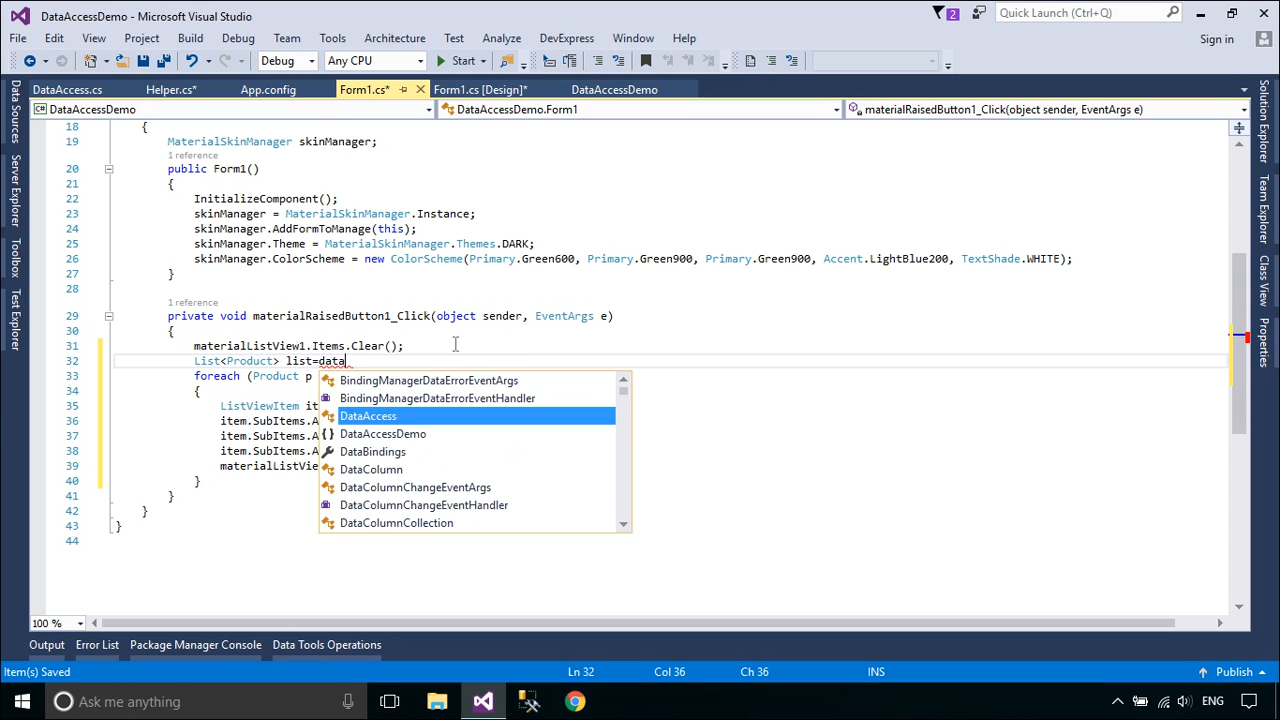 DataAccessDemo - Microsoft Visual Studio
2
Quick Launch (Ctrl+Q)
File Edit View Project Build Debug Team Tools Architecture Test Analyze DevExpress Window Help
Sign in
Debug Any CPU Start
DataAccess.cs Helper.cs* App.config Form1.cs* Form1.cs [Design]* DataAccessDemo
DataAccessDemo DataAccessDemo.Form1 materialRaisedButton1_Click(object sender, EventArgs e)
Data Sources
Server Explorer
Toolbox
Test Explorer
Solution Explorer
Team Explorer
Class View
Properties
18 {
19 MaterialSkinManager skinManager;
1 reference
20 public Form1()
21 {
22 InitializeComponent();
23 skinManager = MaterialSkinManager.Instance;
24 skinManager.AddFormToManage(this);
25 skinManager.Theme = MaterialSkinManager.Themes.DARK;
26 skinManager.ColorScheme = new ColorScheme(Primary.Green600, Primary.Green900, Primary.Green900, Accent.LightBlue200, TextShade.WHITE);
27 }
28
1 reference
29 private void materialRaisedButton1_Click(object sender, EventArgs e)
30 {
31 materialListView1.Items.Clear();
32 List<Product> list=data
33 foreach (Product p
34 {
35 ListViewItem it
36 item.SubItems.A
37 item.SubItems.A
38 item.SubItems.A
39 materialListVie
40 }
41 }
42 }
43 }
44
BindingManagerDataErrorEventArgs
BindingManagerDataErrorEventHandler
DataAccess
DataAccessDemo
DataBindings
DataColumn
DataColumnChangeEventArgs
DataColumnChangeEventHandler
DataColumnCollection
100 %
Output Error List Package Manager Console Data Tools Operations
Item(s) Saved Ln 32 Col 36 Ch 36 INS Publish
Ask me anything ENG